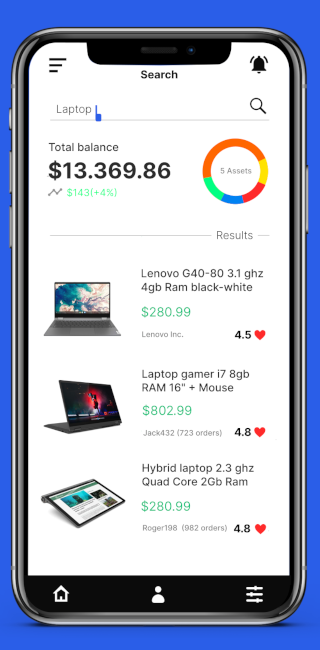 Search
Laptop
Total balance
$13.369.86
$143(+4%)
5 Assets
Results
Lenovo G40-80 3.1 ghz
4gb Ram black-white
$280.99
Lenovo Inc.
4.5
Laptop gamer i7 8gb
RAM 16" + Mouse
$802.99
Jack432 (723 orders)
4.8
Hybrid laptop 2.3 ghz
Quad Core 2Gb Ram
$280.99
Roger198 (982 orders)
4.8